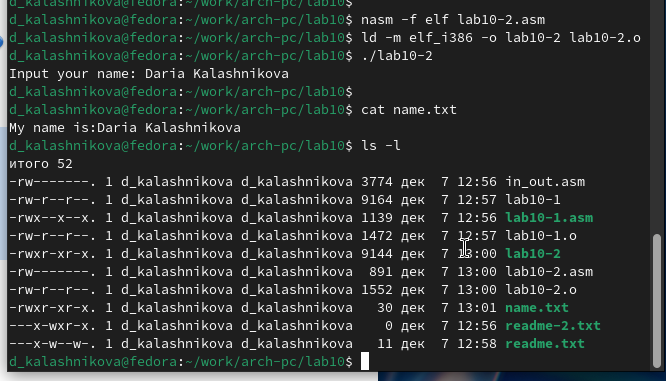 d_kalashnikova@fedora:~/work/arch-pc/lab10$
d_kalashnikova@fedora:~/work/arch-pc/lab10$ nasm -f elf lab10-2.asm
d_kalashnikova@fedora:~/work/arch-pc/lab10$ ld -m elf_i386 -o lab10-2 lab10-2.o
d_kalashnikova@fedora:~/work/arch-pc/lab10$ ./lab10-2
Input your name: Daria Kalashnikova
d_kalashnikova@fedora:~/work/arch-pc/lab10$
d_kalashnikova@fedora:~/work/arch-pc/lab10$ cat name.txt
My name is:Daria Kalashnikova
d_kalashnikova@fedora:~/work/arch-pc/lab10$ ls -l
итого 52
-rw-------. 1 d_kalashnikova d_kalashnikova 3774 дек  7 12:56 in_out.asm
-rw-r--r--. 1 d_kalashnikova d_kalashnikova 9164 дек  7 12:57 lab10-1
-rwx--x--x. 1 d_kalashnikova d_kalashnikova 1139 дек  7 12:56 lab10-1.asm
-rw-r--r--. 1 d_kalashnikova d_kalashnikova 1472 дек  7 12:57 lab10-1.o
-rwxr-xr-x. 1 d_kalashnikova d_kalashnikova 9144 дек  7 13:00 lab10-2
-rw-------. 1 d_kalashnikova d_kalashnikova  891 дек  7 13:00 lab10-2.asm
-rw-r--r--. 1 d_kalashnikova d_kalashnikova 1552 дек  7 13:00 lab10-2.o
-rwxr-xr-x. 1 d_kalashnikova d_kalashnikova   30 дек  7 13:01 name.txt
---x-wxr-x. 1 d_kalashnikova d_kalashnikova    0 дек  7 12:56 readme-2.txt
---x-w--w-. 1 d_kalashnikova d_kalashnikova   11 дек  7 12:58 readme.txt
d_kalashnikova@fedora:~/work/arch-pc/lab10$